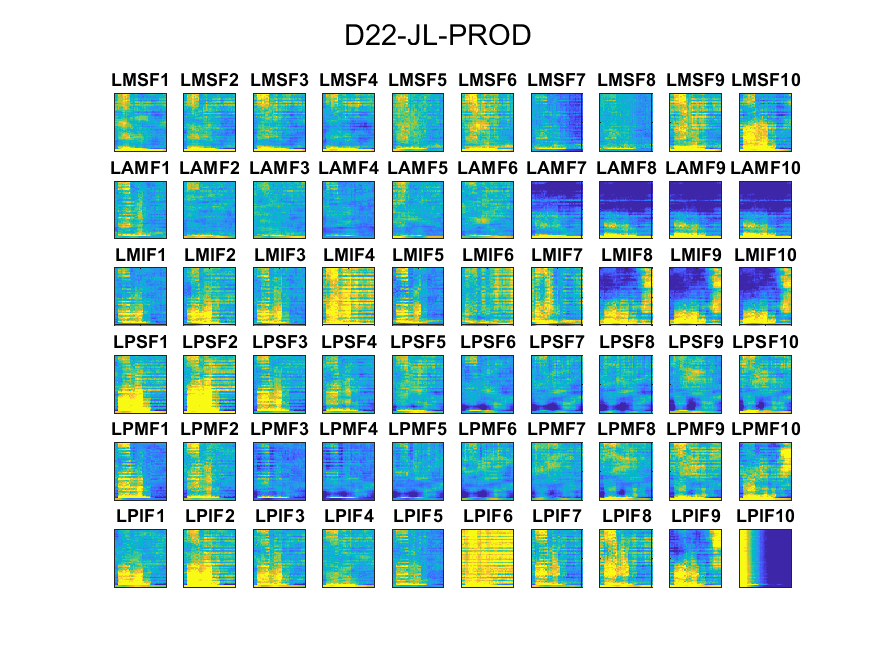 D22-JL-PROD
LMSF1 LMSF2 LMSF3 LMSF4 LMSF5 LMSF6 LMSF7 LMSF8 LMSF9 LMSF10
LAMF1 LAMF2 LAMF3 LAMF4 LAMF5 LAMF6 LAMF7 LAMF8 LAMF9 LAMF10
LMIF1 LMIF2 LMIF3 LMIF4 LMIF5 LMIF6 LMIF7 LMIF8 LMIF9 LMIF10
LPSF1 LPSF2 LPSF3 LPSF4 LPSF5 LPSF6 LPSF7 LPSF8 LPSF9 LPSF10
LPMF1 LPMF2 LPMF3 LPMF4 LPMF5 LPMF6 LPMF7 LPMF8 LPMF9 LPMF10
LPIF1 LPIF2 LPIF3 LPIF4 LPIF5 LPIF6 LPIF7 LPIF8 LPIF9 LPIF10